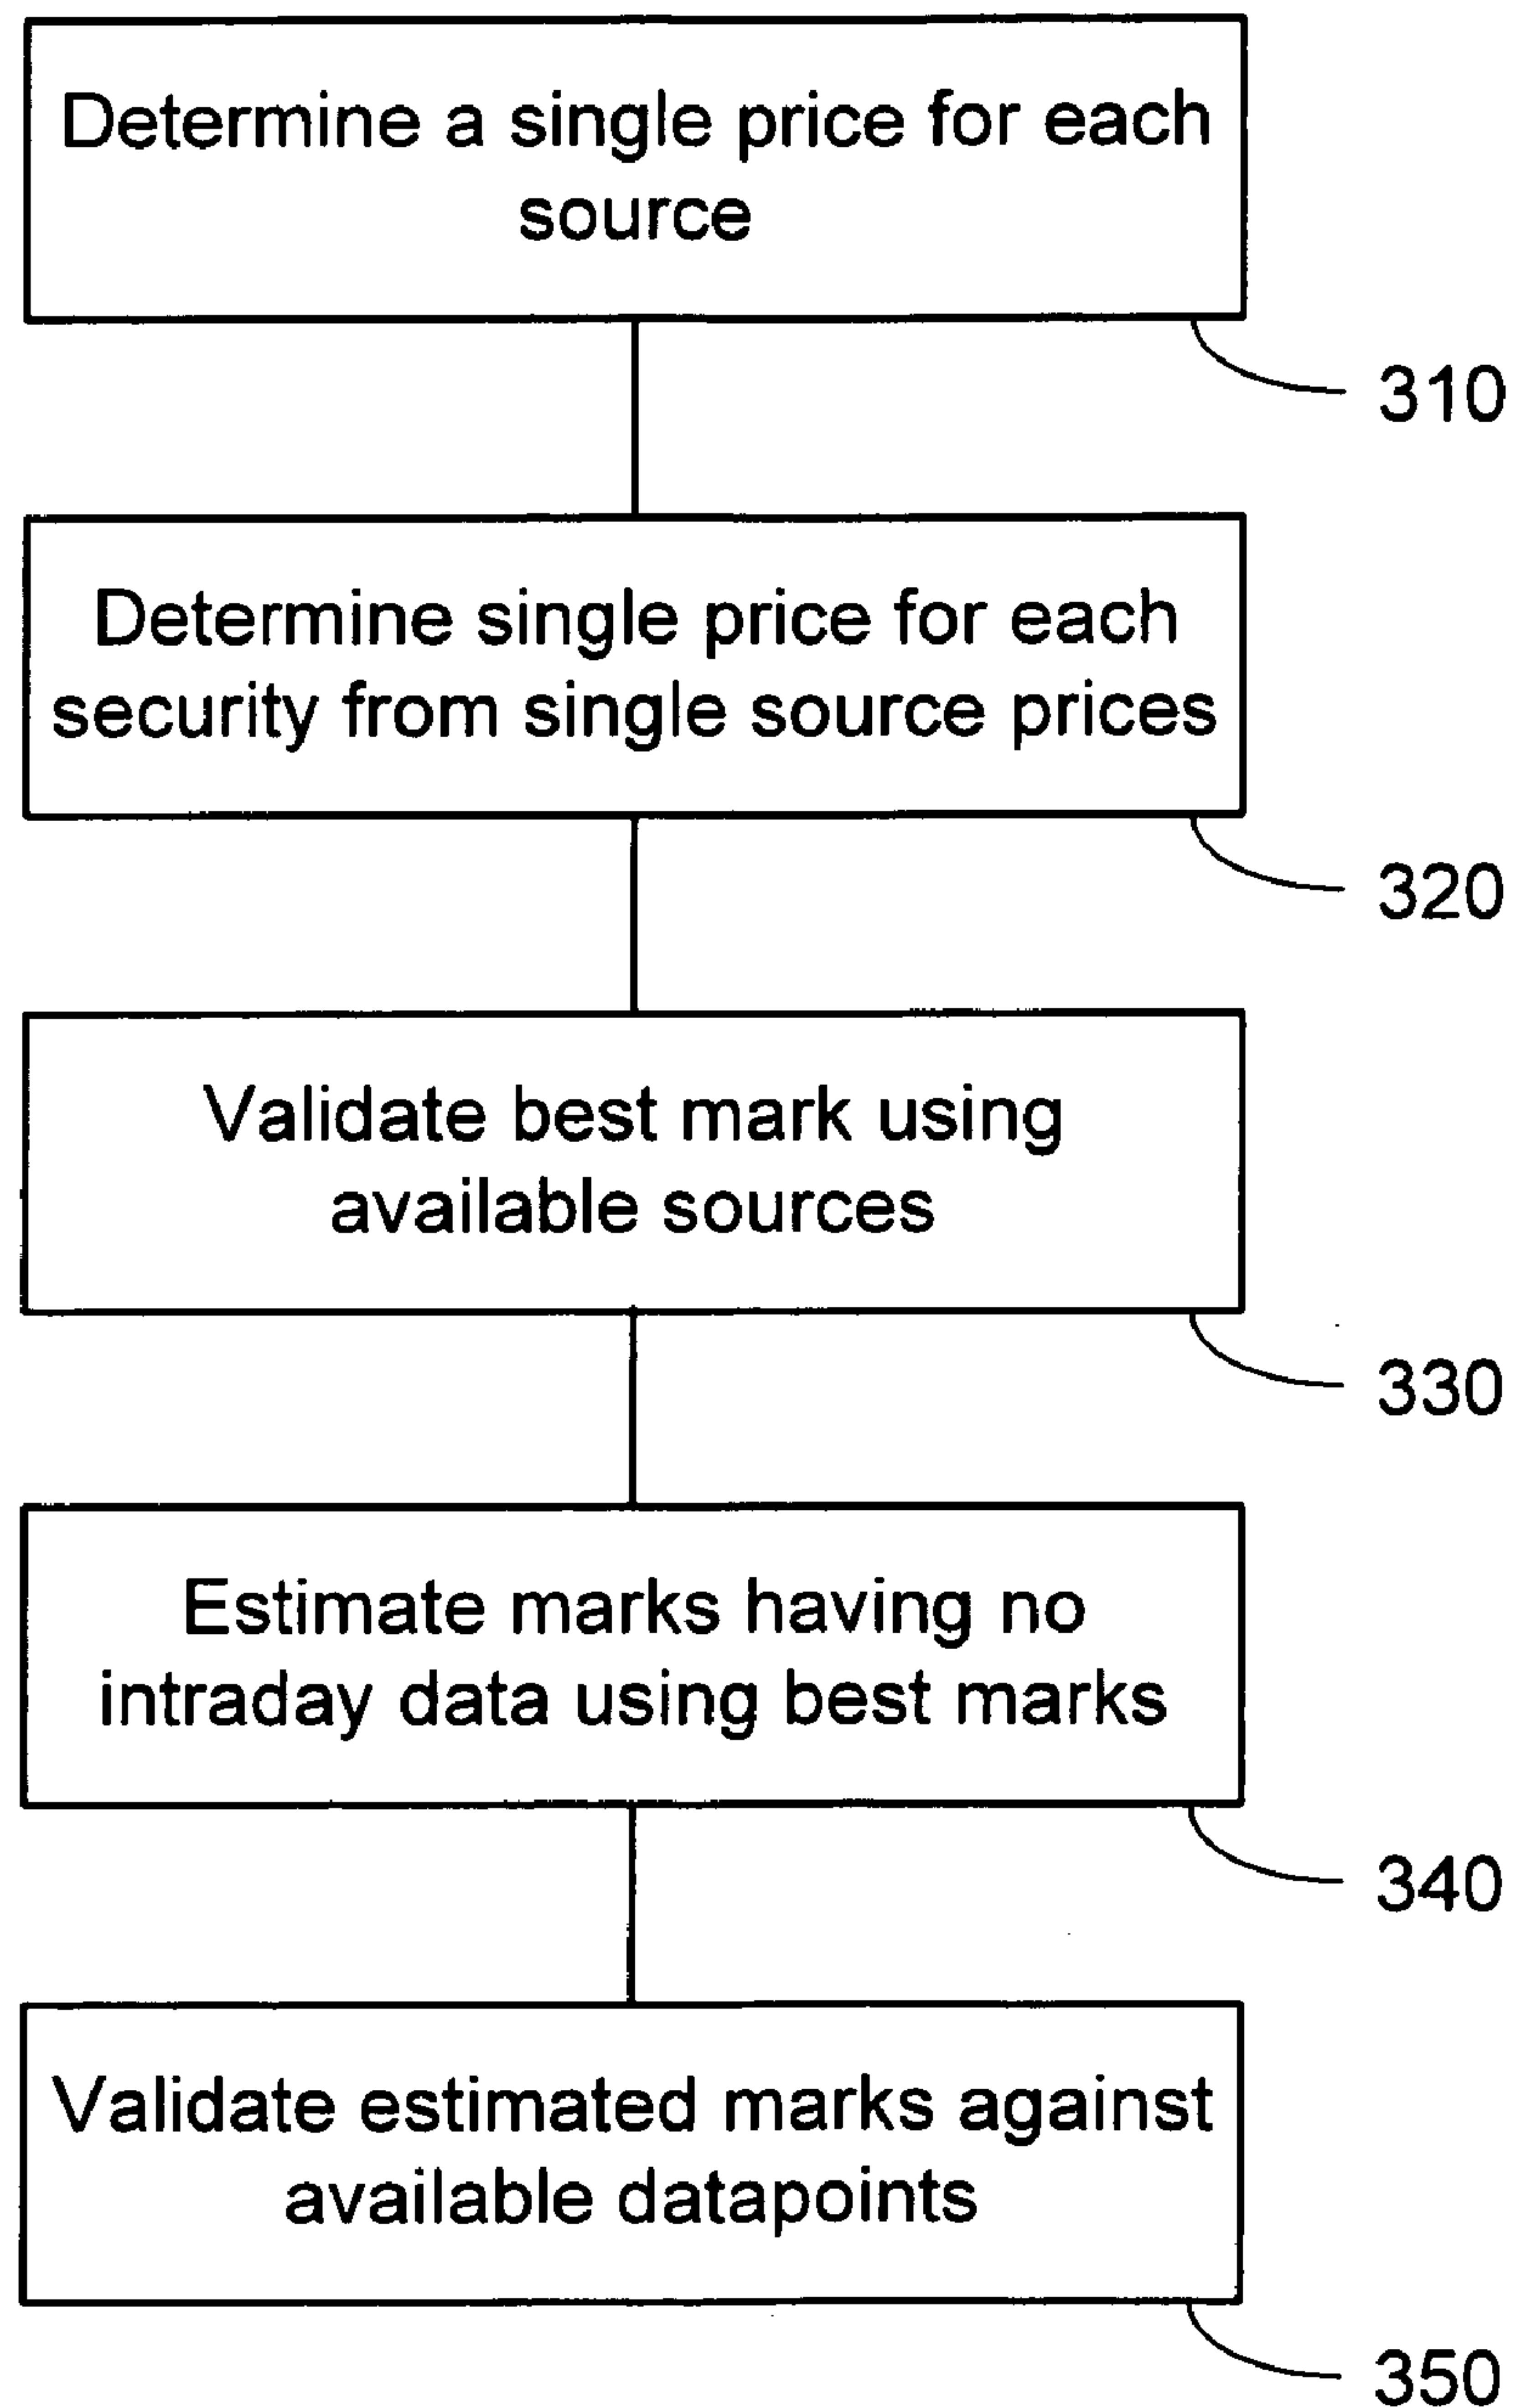 Determine a single price for each
source
310
Determine single price for each
security from single source prices
320
Validate best mark using
available sources
330
Estimate marks having no
intraday data using best marks
340
Validate estimated marks against
available datapoints
350